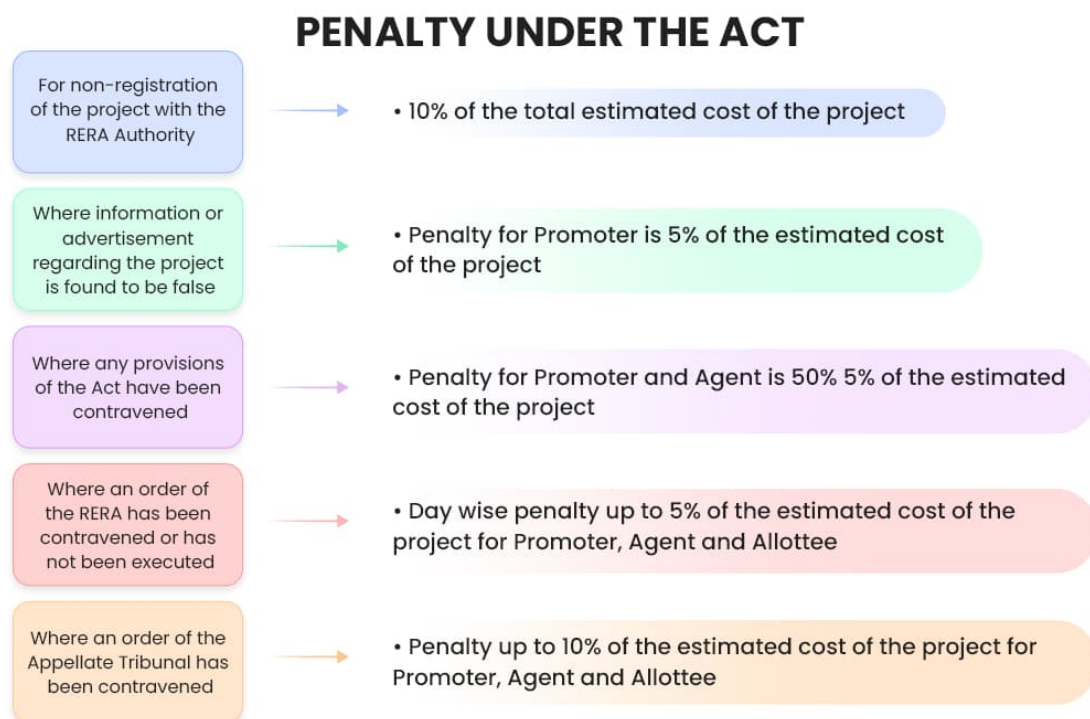 PENALTY UNDER THE ACT
For non-registration
of the project with the
RERA Authority
• 10% of the total estimated cost of the project
Where information or
advertisement
regarding the project
is found to be false
• Penalty for Promoter is 5% of the estimated cost
of the project
Where any provisions
of the Act have been
contravened
• Penalty for Promoter and Agent is 50% 5% of the estimated
cost of the project
Where an order of
the RERA has been
contravened or has
not been executed
• Day wise penalty up to 5% of the estimated cost of the
project for Promoter, Agent and Allottee
Where an order of the
Appellate Tribunal has
been contravened
• Penalty up to 10% of the estimated cost of the project for
Promoter, Agent and Allottee